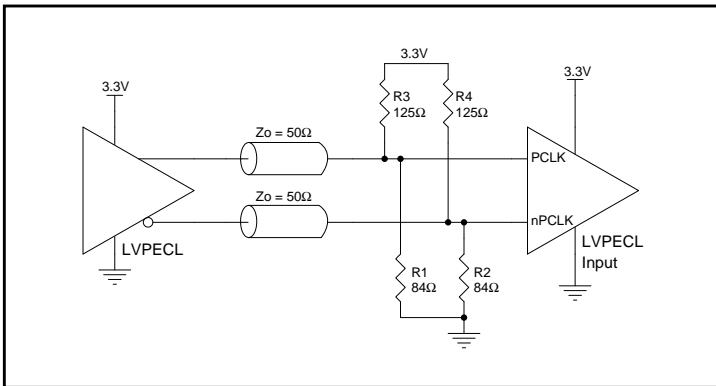 3.3V
3.3V
3.3V
R3
125Ω
R4
125Ω
Zo = 50Ω
PCLK
Zo = 50Ω
nPCLK
LVPECL
LVPECL
Input
R1
84Ω
R2
84Ω